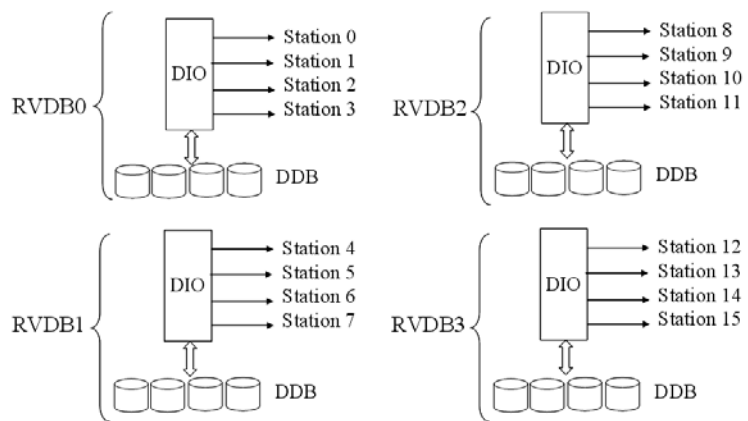 Station 0
Station 1
DIO
Station 2
RVDB0
Station 3
DDB
Station 8
Station 9
DIO
Station 10
RVDB2
Station 11
DDB
Station 4
Station 5
DIO
Station 6
RVDB1
Station 7
DDB
Station 12
Station 13
DIO
Station 14
RVDB3
Station 15
DDB